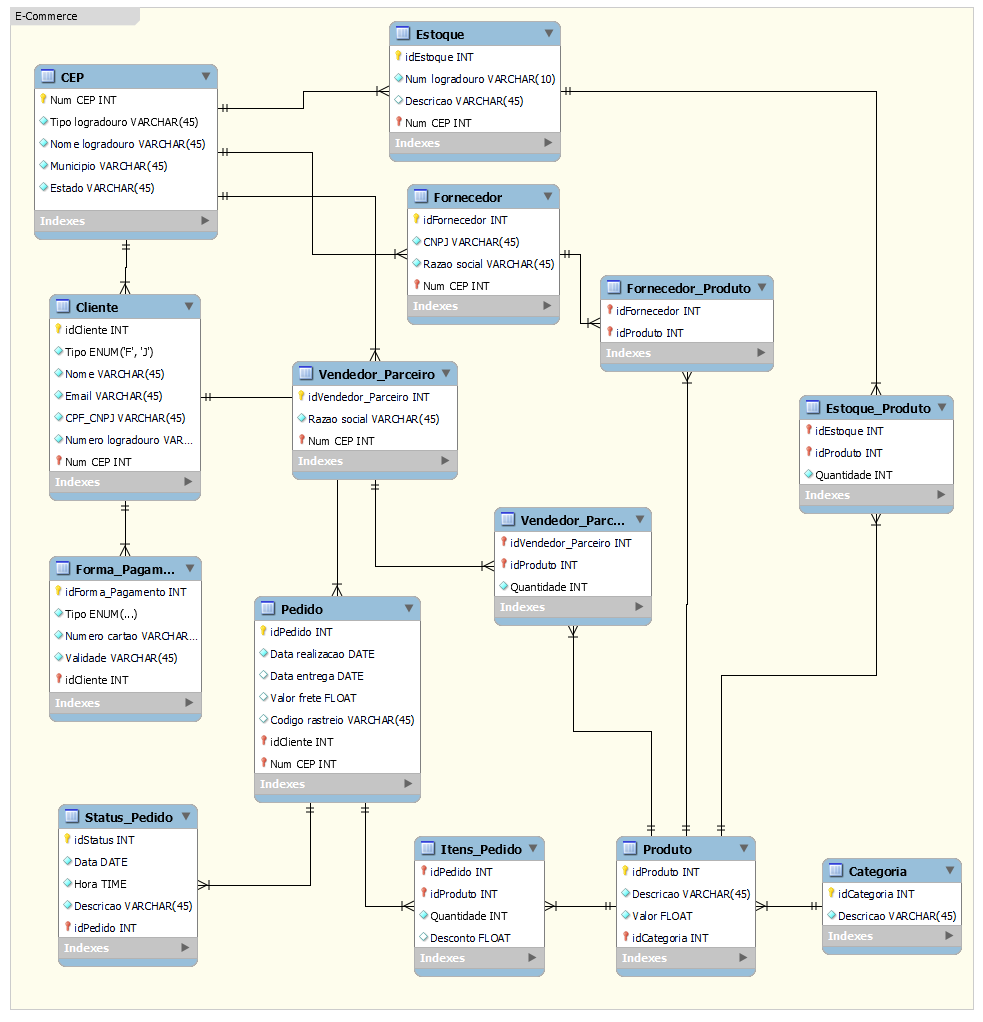 E-Commerce
Estoque
idEstoque INT
Num logradouro VARCHAR(10)
Descricao VARCHAR(45)
Num CEP INT
Indexes
CEP
Num CEP INT
Tipo logradouro VARCHAR(45)
Nome logradouro VARCHAR(45)
Municipio VARCHAR(45)
Estado VARCHAR(45)
Indexes
Fornecedor
idFornecedor INT
CNPJ VARCHAR(45)
Razao social VARCHAR(45)
Num CEP INT
Indexes
Fornecedor_Produto
idFornecedor INT
idProduto INT
Indexes
Cliente
idCliente INT
Tipo ENUM('F', 'J')
Nome VARCHAR(45)
Email VARCHAR(45)
CPF_CNPJ VARCHAR(45)
Numero logradouro VAR...
Num CEP INT
Indexes
Vendedor_Parceiro
idVendedor_Parceiro INT
Razao social VARCHAR(45)
Num CEP INT
Indexes
Estoque_Produto
idEstoque INT
idProduto INT
Quantidade INT
Indexes
Vendedor_Parc...
idVendedor_Parceiro INT
idProduto INT
Quantidade INT
Indexes
Forma_Pagam...
idForma_Pagamento INT
Tipo ENUM(...)
Numero cartao VARCHAR...
Validade VARCHAR(45)
idCliente INT
Indexes
Pedido
idPedido INT
Data realizacao DATE
Data entrega DATE
Valor frete FLOAT
Codigo rastreio VARCHAR(45)
idCliente INT
Num CEP INT
Indexes
Status_Pedido
idStatus INT
Data DATE
Hora TIME
Descricao VARCHAR(45)
idPedido INT
Indexes
Itens_Pedido
idPedido INT
idProduto INT
Quantidade INT
Desconto FLOAT
Indexes
Produto
idProduto INT
Descricao VARCHAR(45)
Valor FLOAT
idCategoria INT
Indexes
Categoria
idCategoria INT
Descricao VARCHAR(45)
Indexes